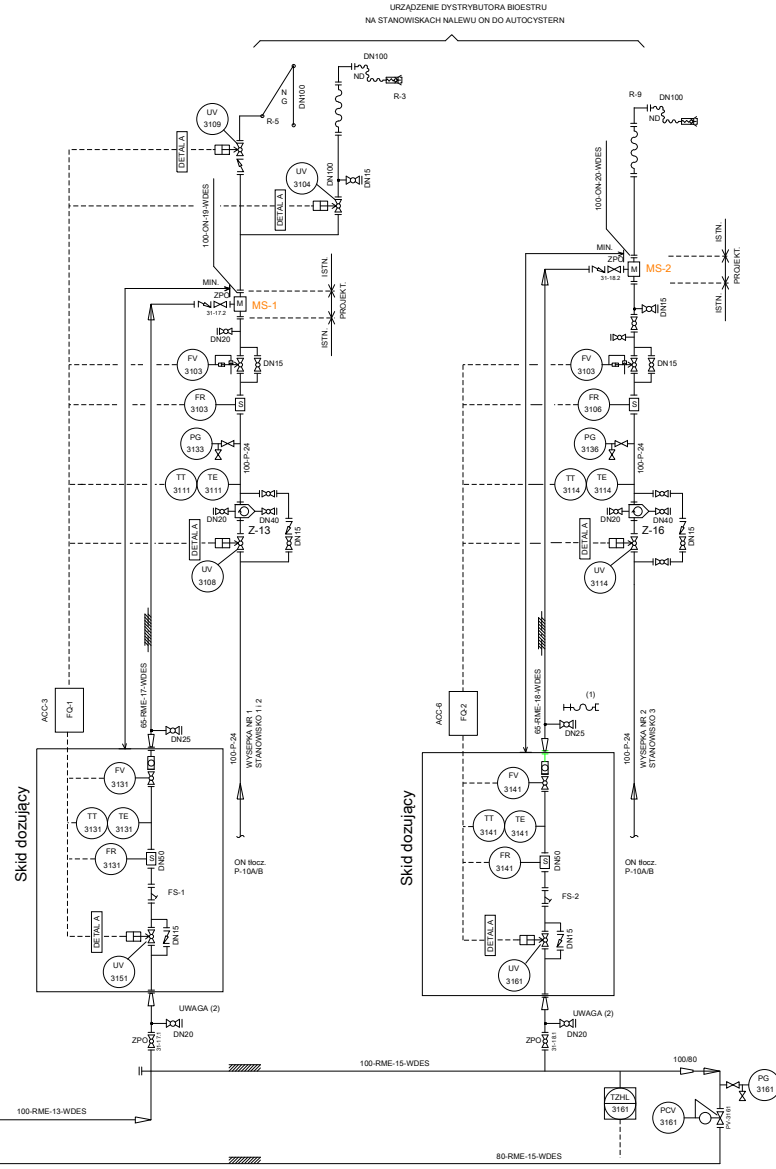 URZĄDZENIE DYSTRYBUTORA BIOESTRU
NA STANOWISKACH NALEWU ON DO AUTOCYSTERN
DN100
ND
R-3
N
G
DN100
R-5
UV
3109
DETAL A
UV
3104
DN100
DN15
DETAL A
100-ON-19-WDES
MIN.
ZPO
31-17.2
M
MS-1
ISTN.
PROJEKT.
ISTN.
DN20
FV
3103
DN15
FR
3103
S
PG
3133
100-P-24
TT
3111
TE
3111
DN20
DN40
Z-13
DN15
DETAL A
UV
3108
ACC-3
FQ-1
65-RME-17-WDES
100-P-24
WYSEPKA NR 1
STANOWISKO 1 i 2
DN25
Skid dozujący
FV
3131
TT
3131
TE
3131
FR
3131
S
DN50
FS-1
DETAL A
DN15
UV
3151
ON tłocz.
P-10A/B
UWAGA (2)
DN20
ZPO
31-17.1
R-9
DN100
ND
100-ON-20-WDES
MIN.
ZPO
31-18.2
M
MS-2
ISTN.
PROJEKT.
ISTN.
DN15
DN20
FV
3103
DN15
FR
3106
S
PG
3136
100-P-24
TT
3114
TE
3114
DN20
DN40
Z-16
DN15
DETAL A
UV
3114
ACC-6
FQ-2
65-RME-18-WDES
(1)
100-P-24
WYSEPKA NR 2
STANOWISKO 3
DN25
Skid dozujący
FV
3141
TT
3141
TE
3141
FR
3141
S
DN50
FS-2
DETAL A
DN15
UV
3161
ON tłocz.
P-10A/B
UWAGA (2)
DN20
ZPO
31-18.1
100-RME-15-WDES
100/80
100-RME-13-WDES
TZHL
3161
PCV
3161
PV-3161
PG
3161
80-RME-15-WDES